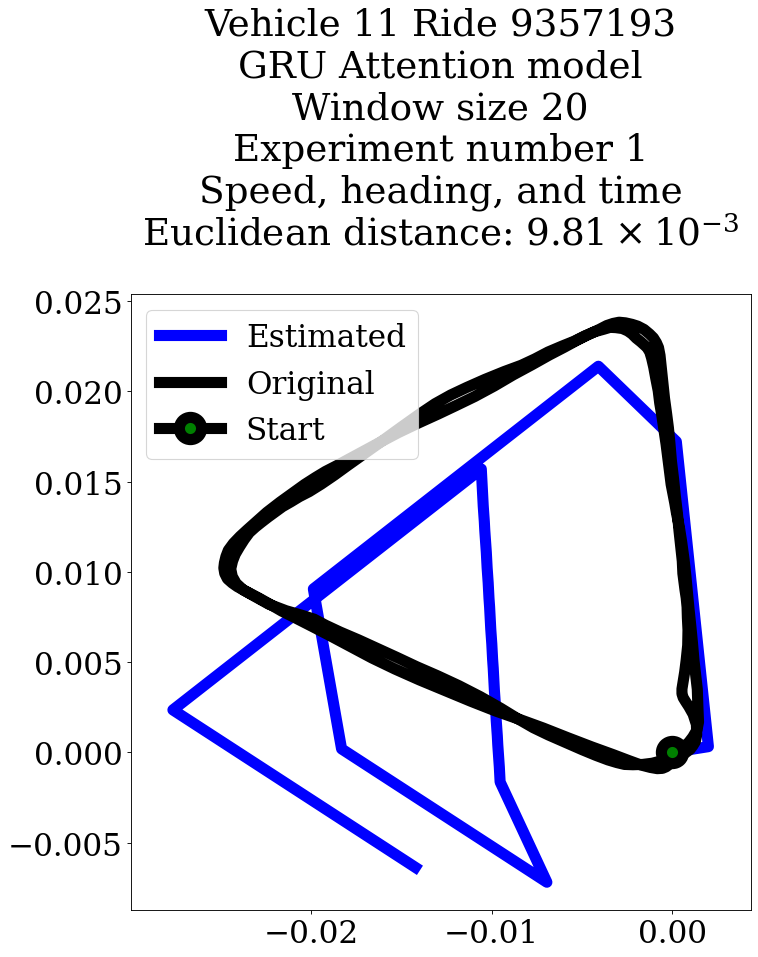 Vehicle 11 Ride 9357193
GRU Attention model
Window size 20
Experiment number 1
Speed, heading, and time
Euclidean distance: 9.81 × 10⁻³
0.025
Estimated
Original
0.020
Start
0.015
0.010
0.005
0.000
−0.005
−0.02 −0.01 0.00